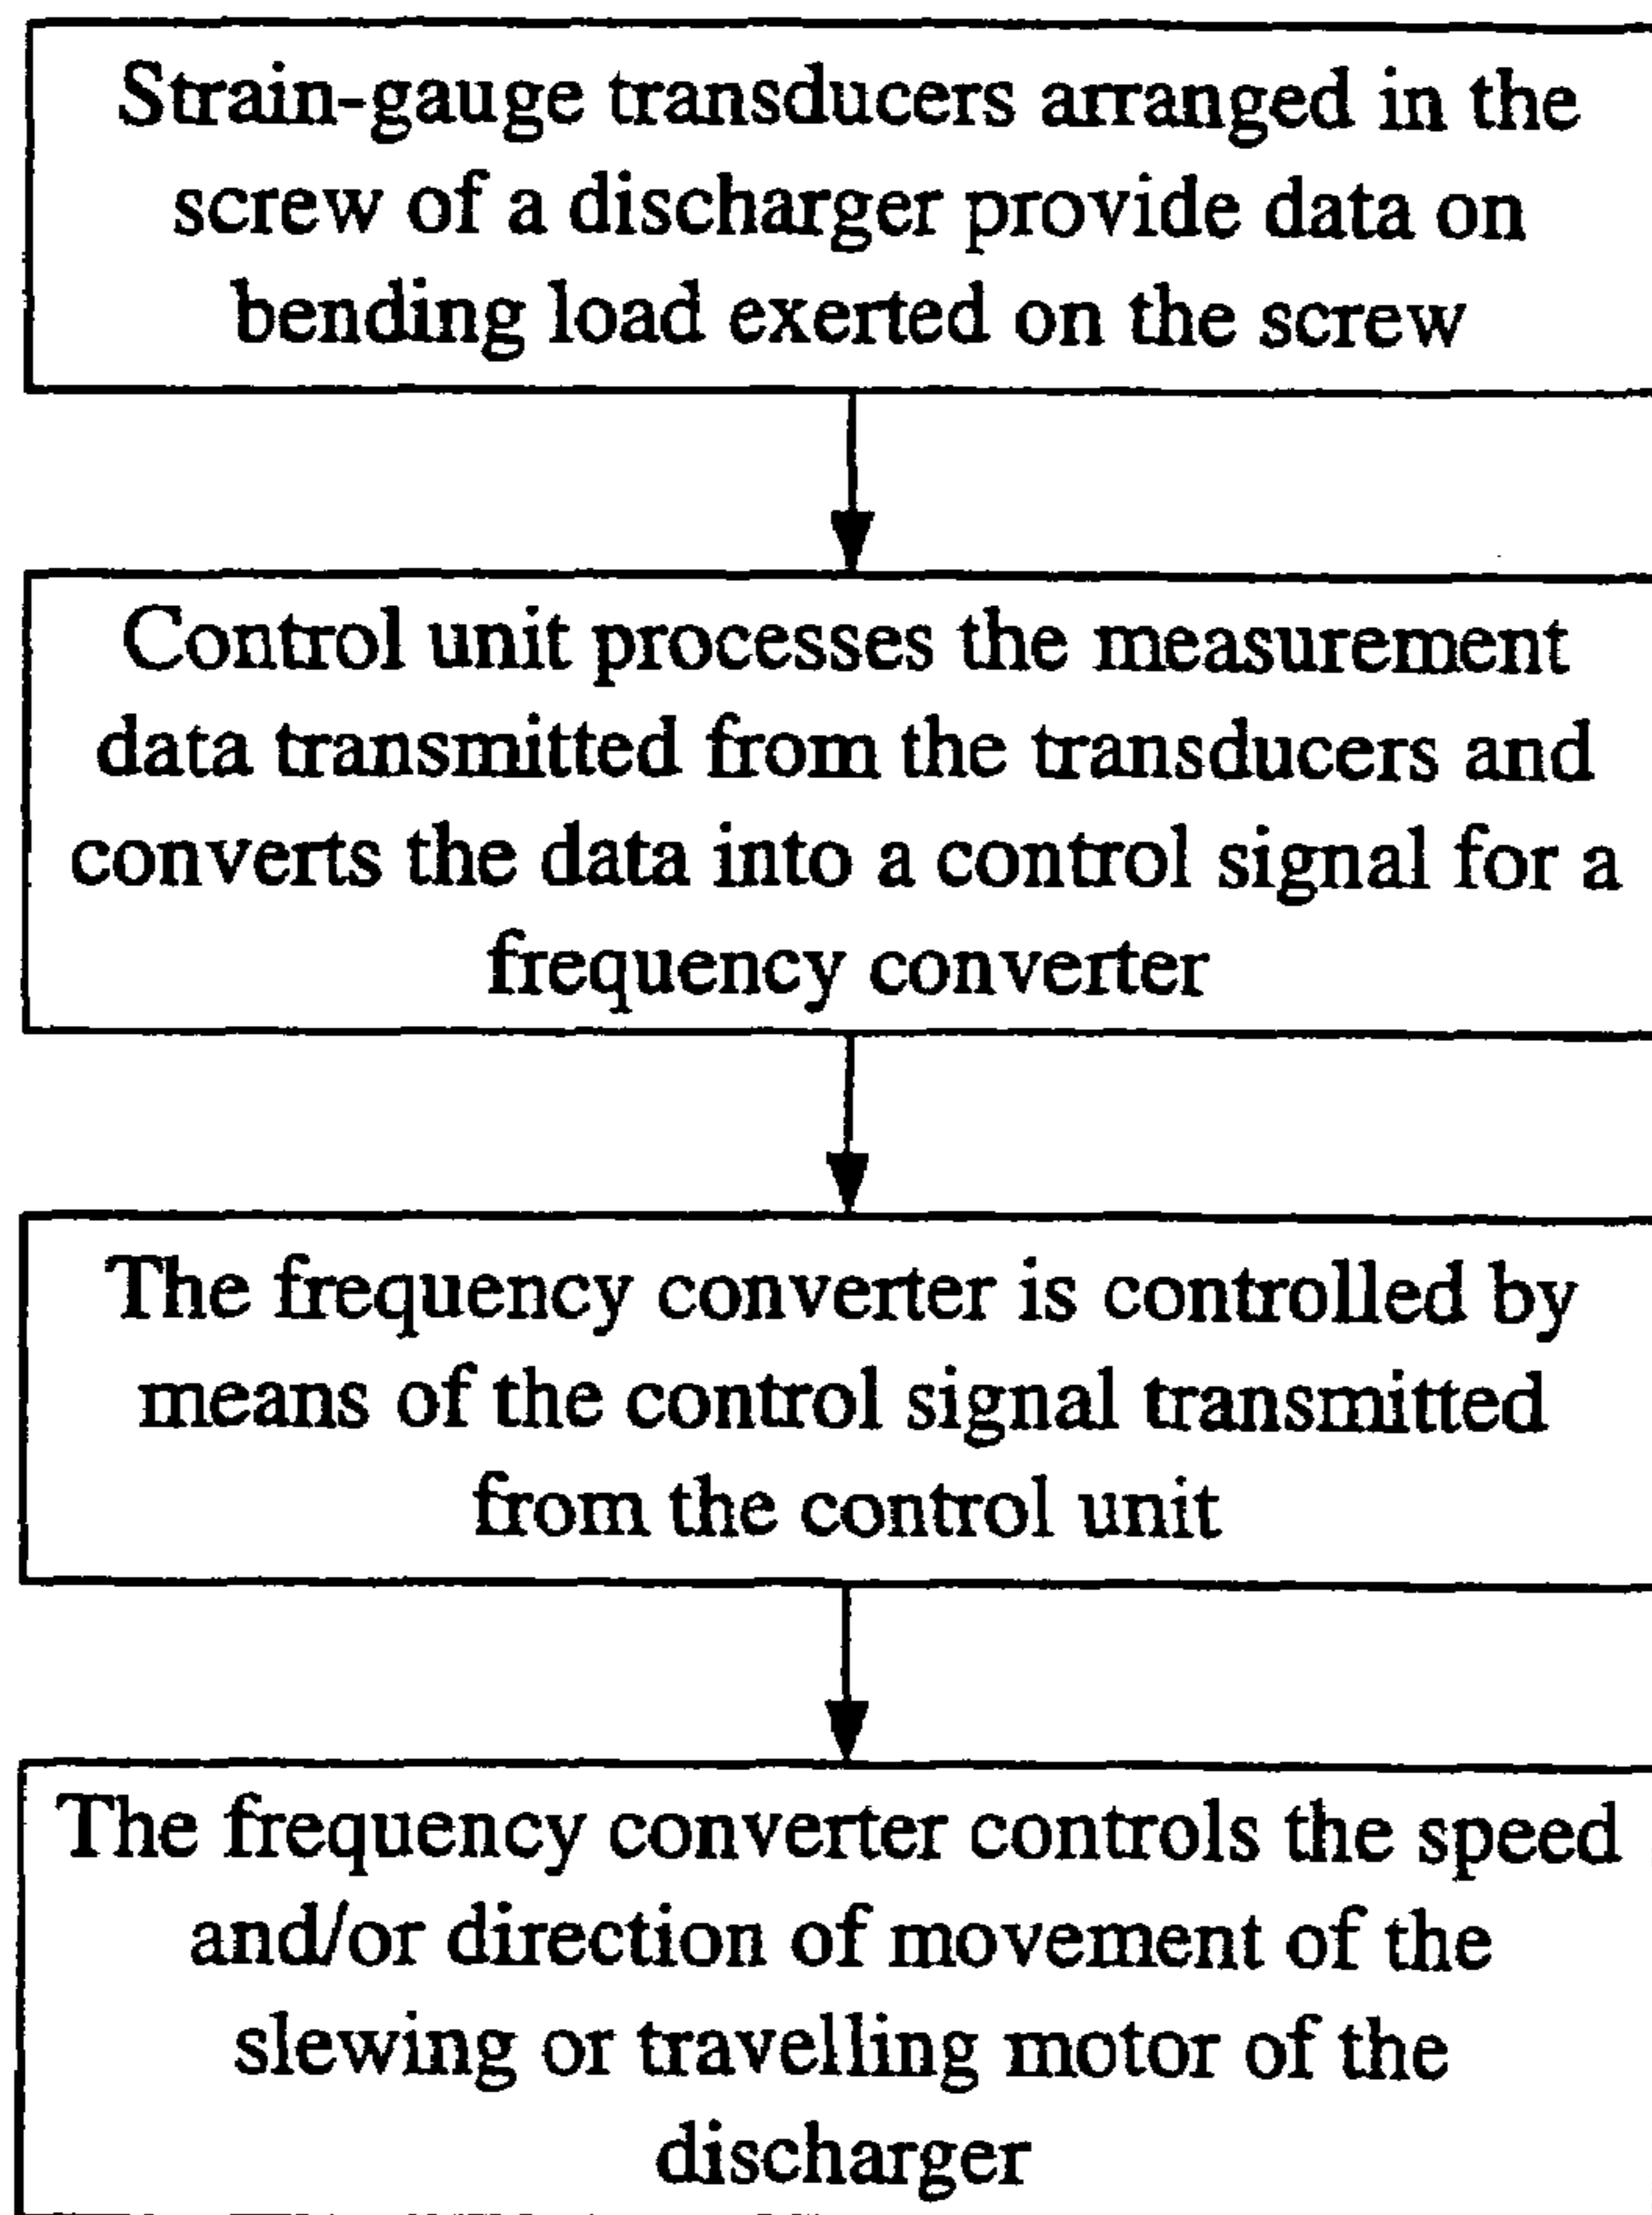 Strain-gauge transducers arranged in the
screw of a discharger provide data on
bending load exerted on the screw
Control unit processes the measurement
data transmitted from the transducers and
converts the data into a control signal for a
frequency converter
The frequency converter is controlled by
means of the control signal transmitted
from the control unit
The frequency converter controls the speed
and/or direction of movement of the
slewing or travelling motor of the
discharger